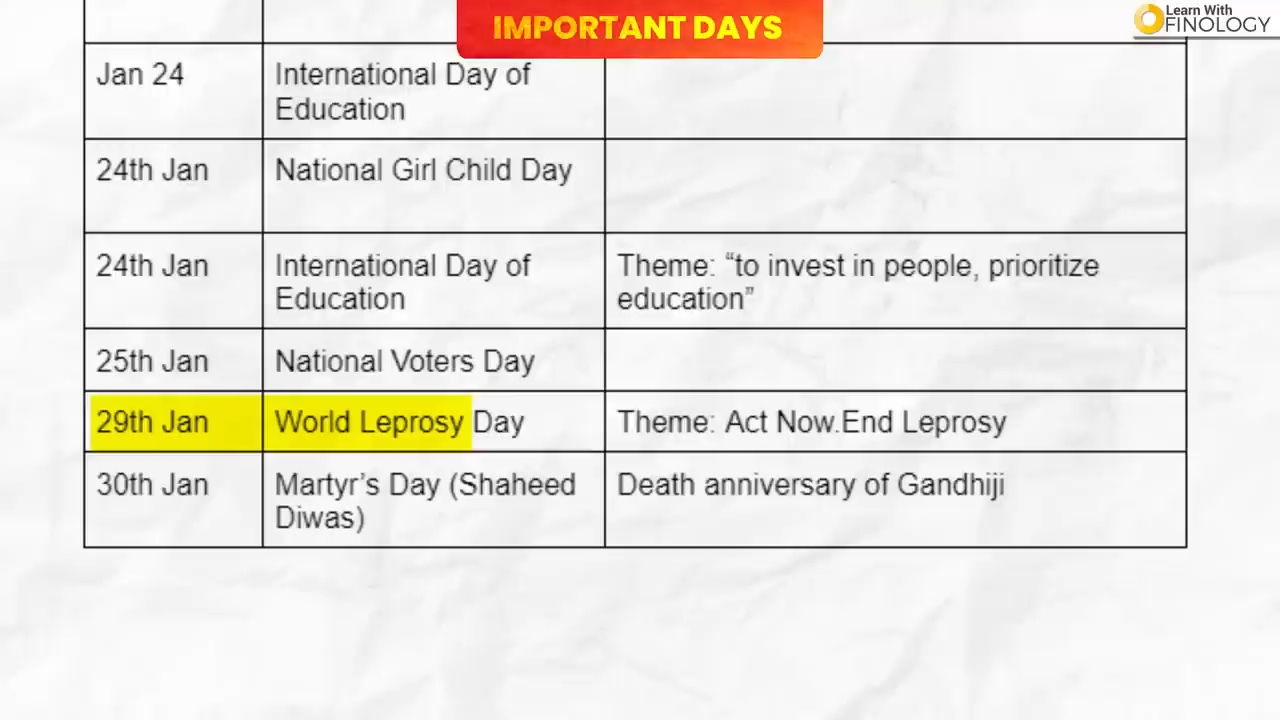 IMPORTANT DAYS
Learn With
FINOLOGY
Jan 24
International Day of
Education
24th Jan
National Girl Child Day
24th Jan
International Day of
Education
Theme: “to invest in people, prioritize
education”
25th Jan
National Voters Day
29th Jan
World Leprosy Day
Theme: Act Now.End Leprosy
30th Jan
Martyr’s Day (Shaheed
Diwas)
Death anniversary of Gandhiji